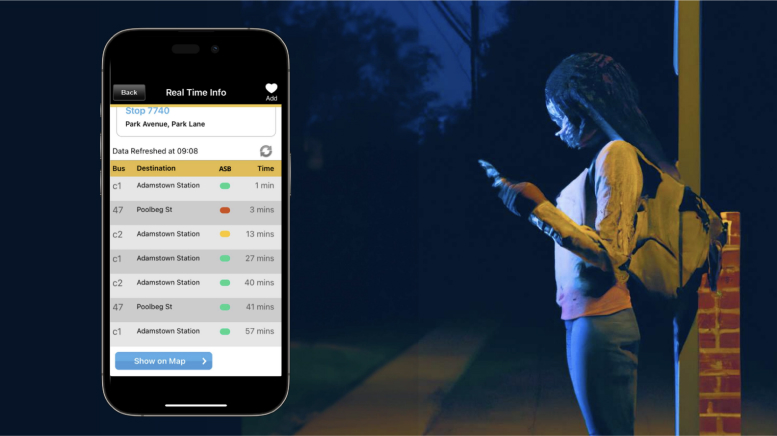 Back Real Time Info Add
Stop 7740
Park Avenue, Park Lane
Data Refreshed at 09:08
Bus Destination ASB Time
c1 Adamstown Station 1 min
47 Poolbeg St 3 mins
c2 Adamstown Station 13 mins
c1 Adamstown Station 27 mins
c2 Adamstown Station 40 mins
47 Poolbeg St 41 mins
c1 Adamstown Station 57 mins
Show on Map